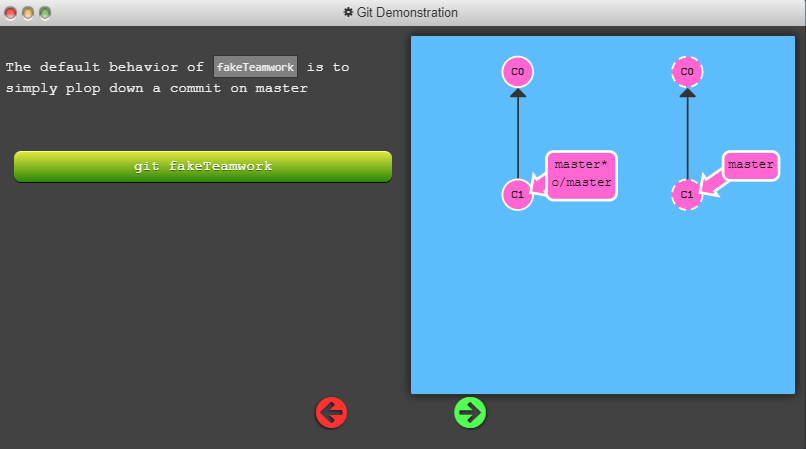 Git Demonstration
The default behavior of fakeTeamwork is to
simply plop down a commit on master
git fakeTeamwork
C0
C0
master*
o/master
master
C1
C1